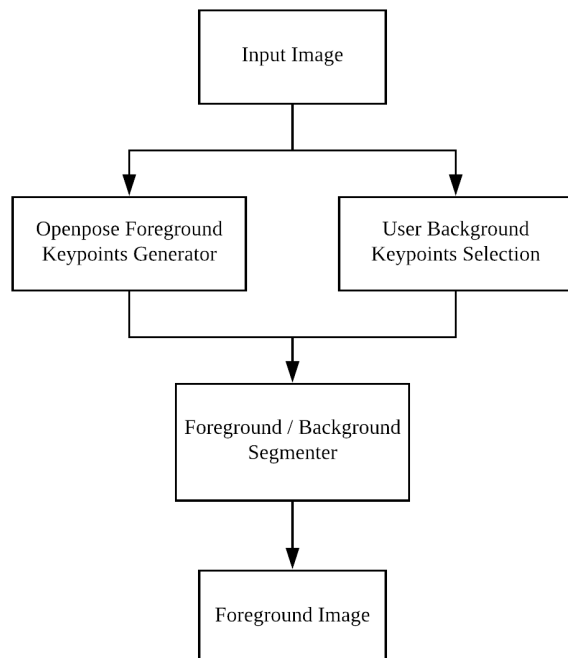 Input Image
Openpose Foreground
Keypoints Generator
User Background
Keypoints Selection
Foreground / Background
Segmenter
Foreground Image